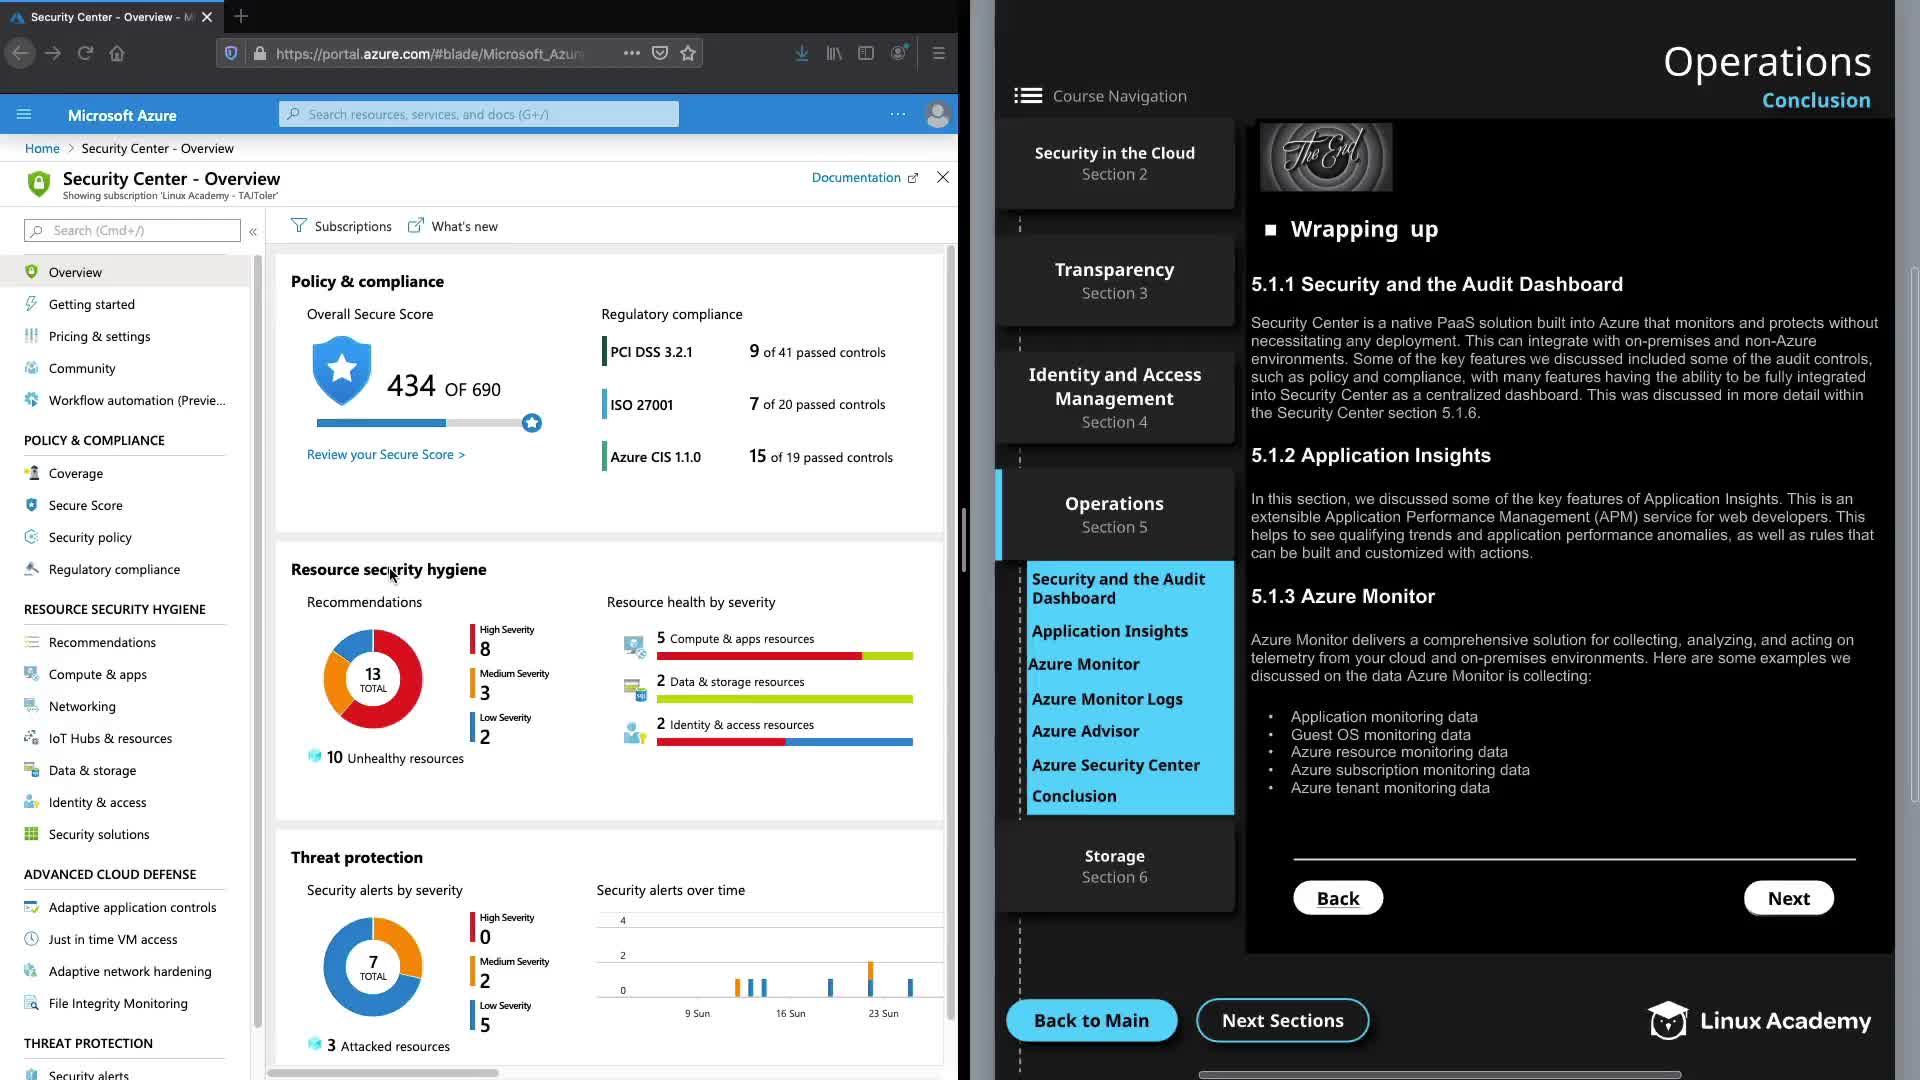 Security Center - Overview - M
https://portal.azure.com/#blade/Microsoft_Azur
Microsoft Azure
Search resources, services, and docs (G+/)
Home > Security Center - Overview
Security Center - Overview
Showing subscription 'Linux Academy - TAJToler'
Documentation
Search (Cmd+/)
«
Overview
Getting started
Pricing & settings
Community
Workflow automation (Previe...
POLICY & COMPLIANCE
Coverage
Secure Score
Security policy
Regulatory compliance
RESOURCE SECURITY HYGIENE
Recommendations
Compute & apps
Networking
IoT Hubs & resources
Data & storage
Identity & access
Security solutions
ADVANCED CLOUD DEFENSE
Adaptive application controls
Just in time VM access
Adaptive network hardening
File Integrity Monitoring
THREAT PROTECTION
Security alerts
Subscriptions
What's new
Policy & compliance
Overall Secure Score
434 OF 690
Review your Secure Score >
Regulatory compliance
PCI DSS 3.2.1 9 of 41 passed controls
ISO 27001 7 of 20 passed controls
Azure CIS 1.1.0 15 of 19 passed controls
Resource security hygiene
Recommendations
13
TOTAL
High Severity
8
Medium Severity
3
Low Severity
2
10 Unhealthy resources
Resource health by severity
5 Compute & apps resources
2 Data & storage resources
2 Identity & access resources
Threat protection
Security alerts by severity
7
TOTAL
High Severity
0
Medium Severity
2
Low Severity
5
3 Attacked resources
Security alerts over time
4
2
0
9 Sun 16 Sun 23 Sun
Operations
Conclusion
Course Navigation
Security in the Cloud
Section 2
Transparency
Section 3
Identity and Access
Management
Section 4
Operations
Section 5
Security and the Audit
Dashboard
Application Insights
Azure Monitor
Azure Monitor Logs
Azure Advisor
Azure Security Center
Conclusion
Storage
Section 6
The End
Wrapping up
5.1.1 Security and the Audit Dashboard
Security Center is a native PaaS solution built into Azure that monitors and protects without
necessitating any deployment. This can integrate with on-premises and non-Azure
environments. Some of the key features we discussed included some of the audit controls,
such as policy and compliance, with many features having the ability to be fully integrated
into Security Center as a centralized dashboard. This was discussed in more detail within
the Security Center section 5.1.6.
5.1.2 Application Insights
In this section, we discussed some of the key features of Application Insights. This is an
extensible Application Performance Management (APM) service for web developers. This
helps to see qualifying trends and application performance anomalies, as well as rules that
can be built and customized with actions.
5.1.3 Azure Monitor
Azure Monitor delivers a comprehensive solution for collecting, analyzing, and acting on
telemetry from your cloud and on-premises environments. Here are some examples we
discussed on the data Azure Monitor is collecting:
• Application monitoring data
• Guest OS monitoring data
• Azure resource monitoring data
• Azure subscription monitoring data
• Azure tenant monitoring data
Back
Next
Back to Main
Next Sections
Linux Academy